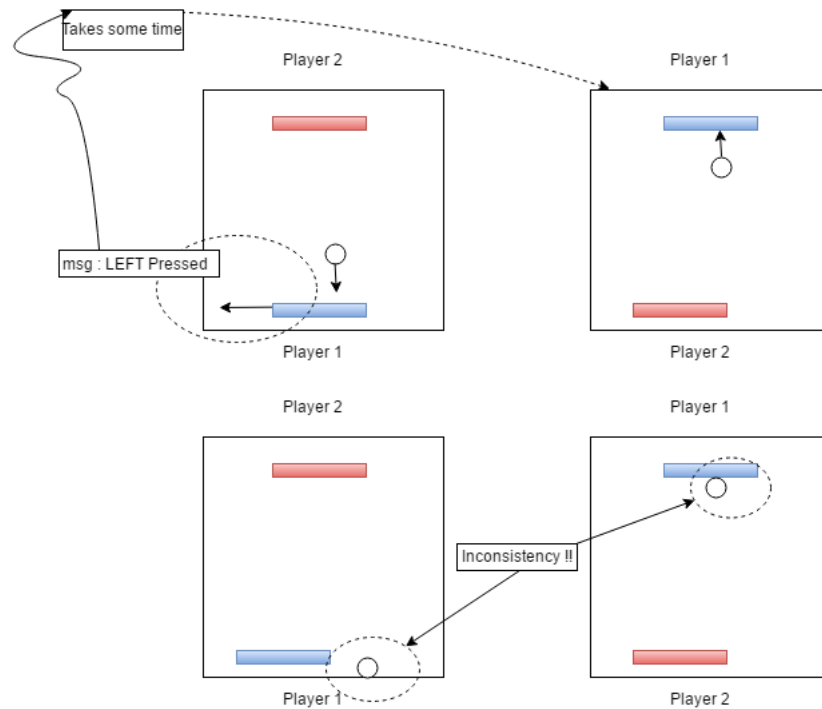 Takes some time
Player 2
Player 1
msg : LEFT Pressed
Player 1
Player 2
Player 2
Player 1
Inconsistency !!
Player 1
Player 2